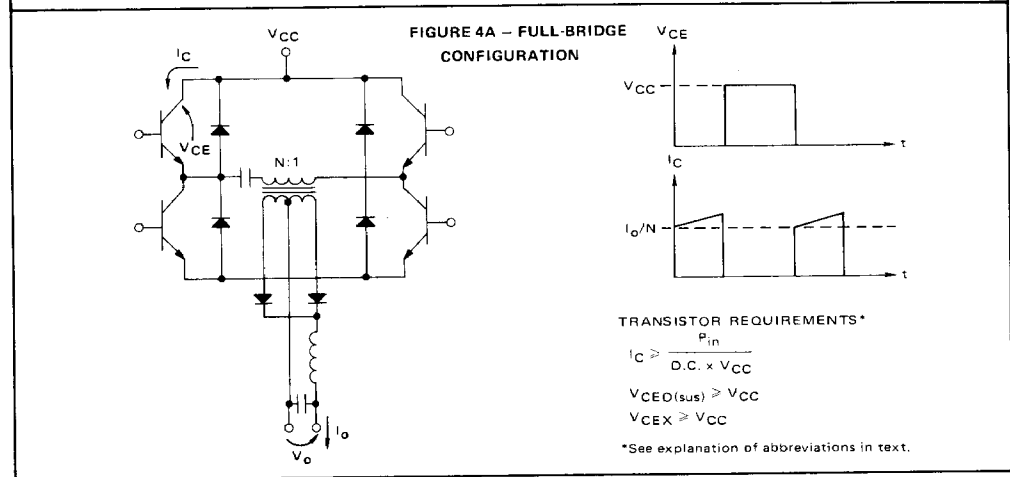 FIGURE 4A – FULL-BRIDGE
CONFIGURATION
VCC
IC
VCE
N:1
Vo
Io
VCE
VCC
t
IC
Io/N
t
TRANSISTOR REQUIREMENTS*
IC ≥ Pin / D.C. x VCC
VCEO(sus) ≥ VCC
VCEX ≥ VCC
*See explanation of abbreviations in text.